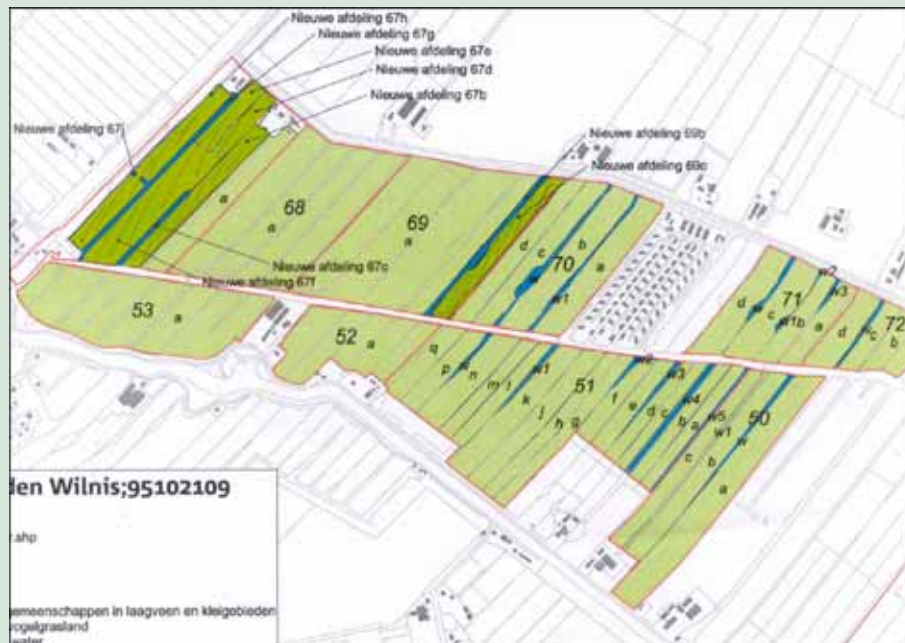 Nieuwe afdeling 67h
Nieuwe afdeling 67g
Nieuwe afdeling 67e
Nieuwe afdeling 67d
Nieuwe afdeling 67b
Nieuwe afdeling 67
Nieuwe afdeling 69b
Nieuwe afdeling 69c
a
68
a
69
a
d
c
b
70
a
w
w1
Nieuwe afdeling 67c
Nieuwe afdeling 67f
53
a
52
a
q
p
n
m
l
w1
k
j
h
g
51
f
e
d
c
b
a
w3
w4
w5
w1
50
w
c
b
a
w2
71
w3
d
c
w1b
a
d
72
c
b
den Wilnis;95102109
r.ahp
gemeenschappen in laagveen en kleigebieden
vogelgrasland
water